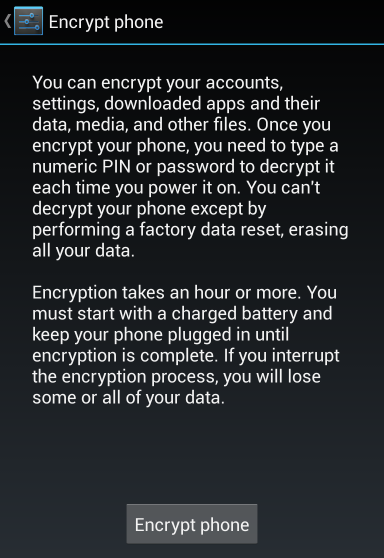 Encrypt phone
You can encrypt your accounts,
settings, downloaded apps and their
data, media, and other files. Once you
encrypt your phone, you need to type a
numeric PIN or password to decrypt it
each time you power it on. You can't
decrypt your phone except by
performing a factory data reset, erasing
all your data.
Encryption takes an hour or more. You
must start with a charged battery and
keep your phone plugged in until
encryption is complete. If you interrupt
the encryption process, you will lose
some or all of your data.
Encrypt phone